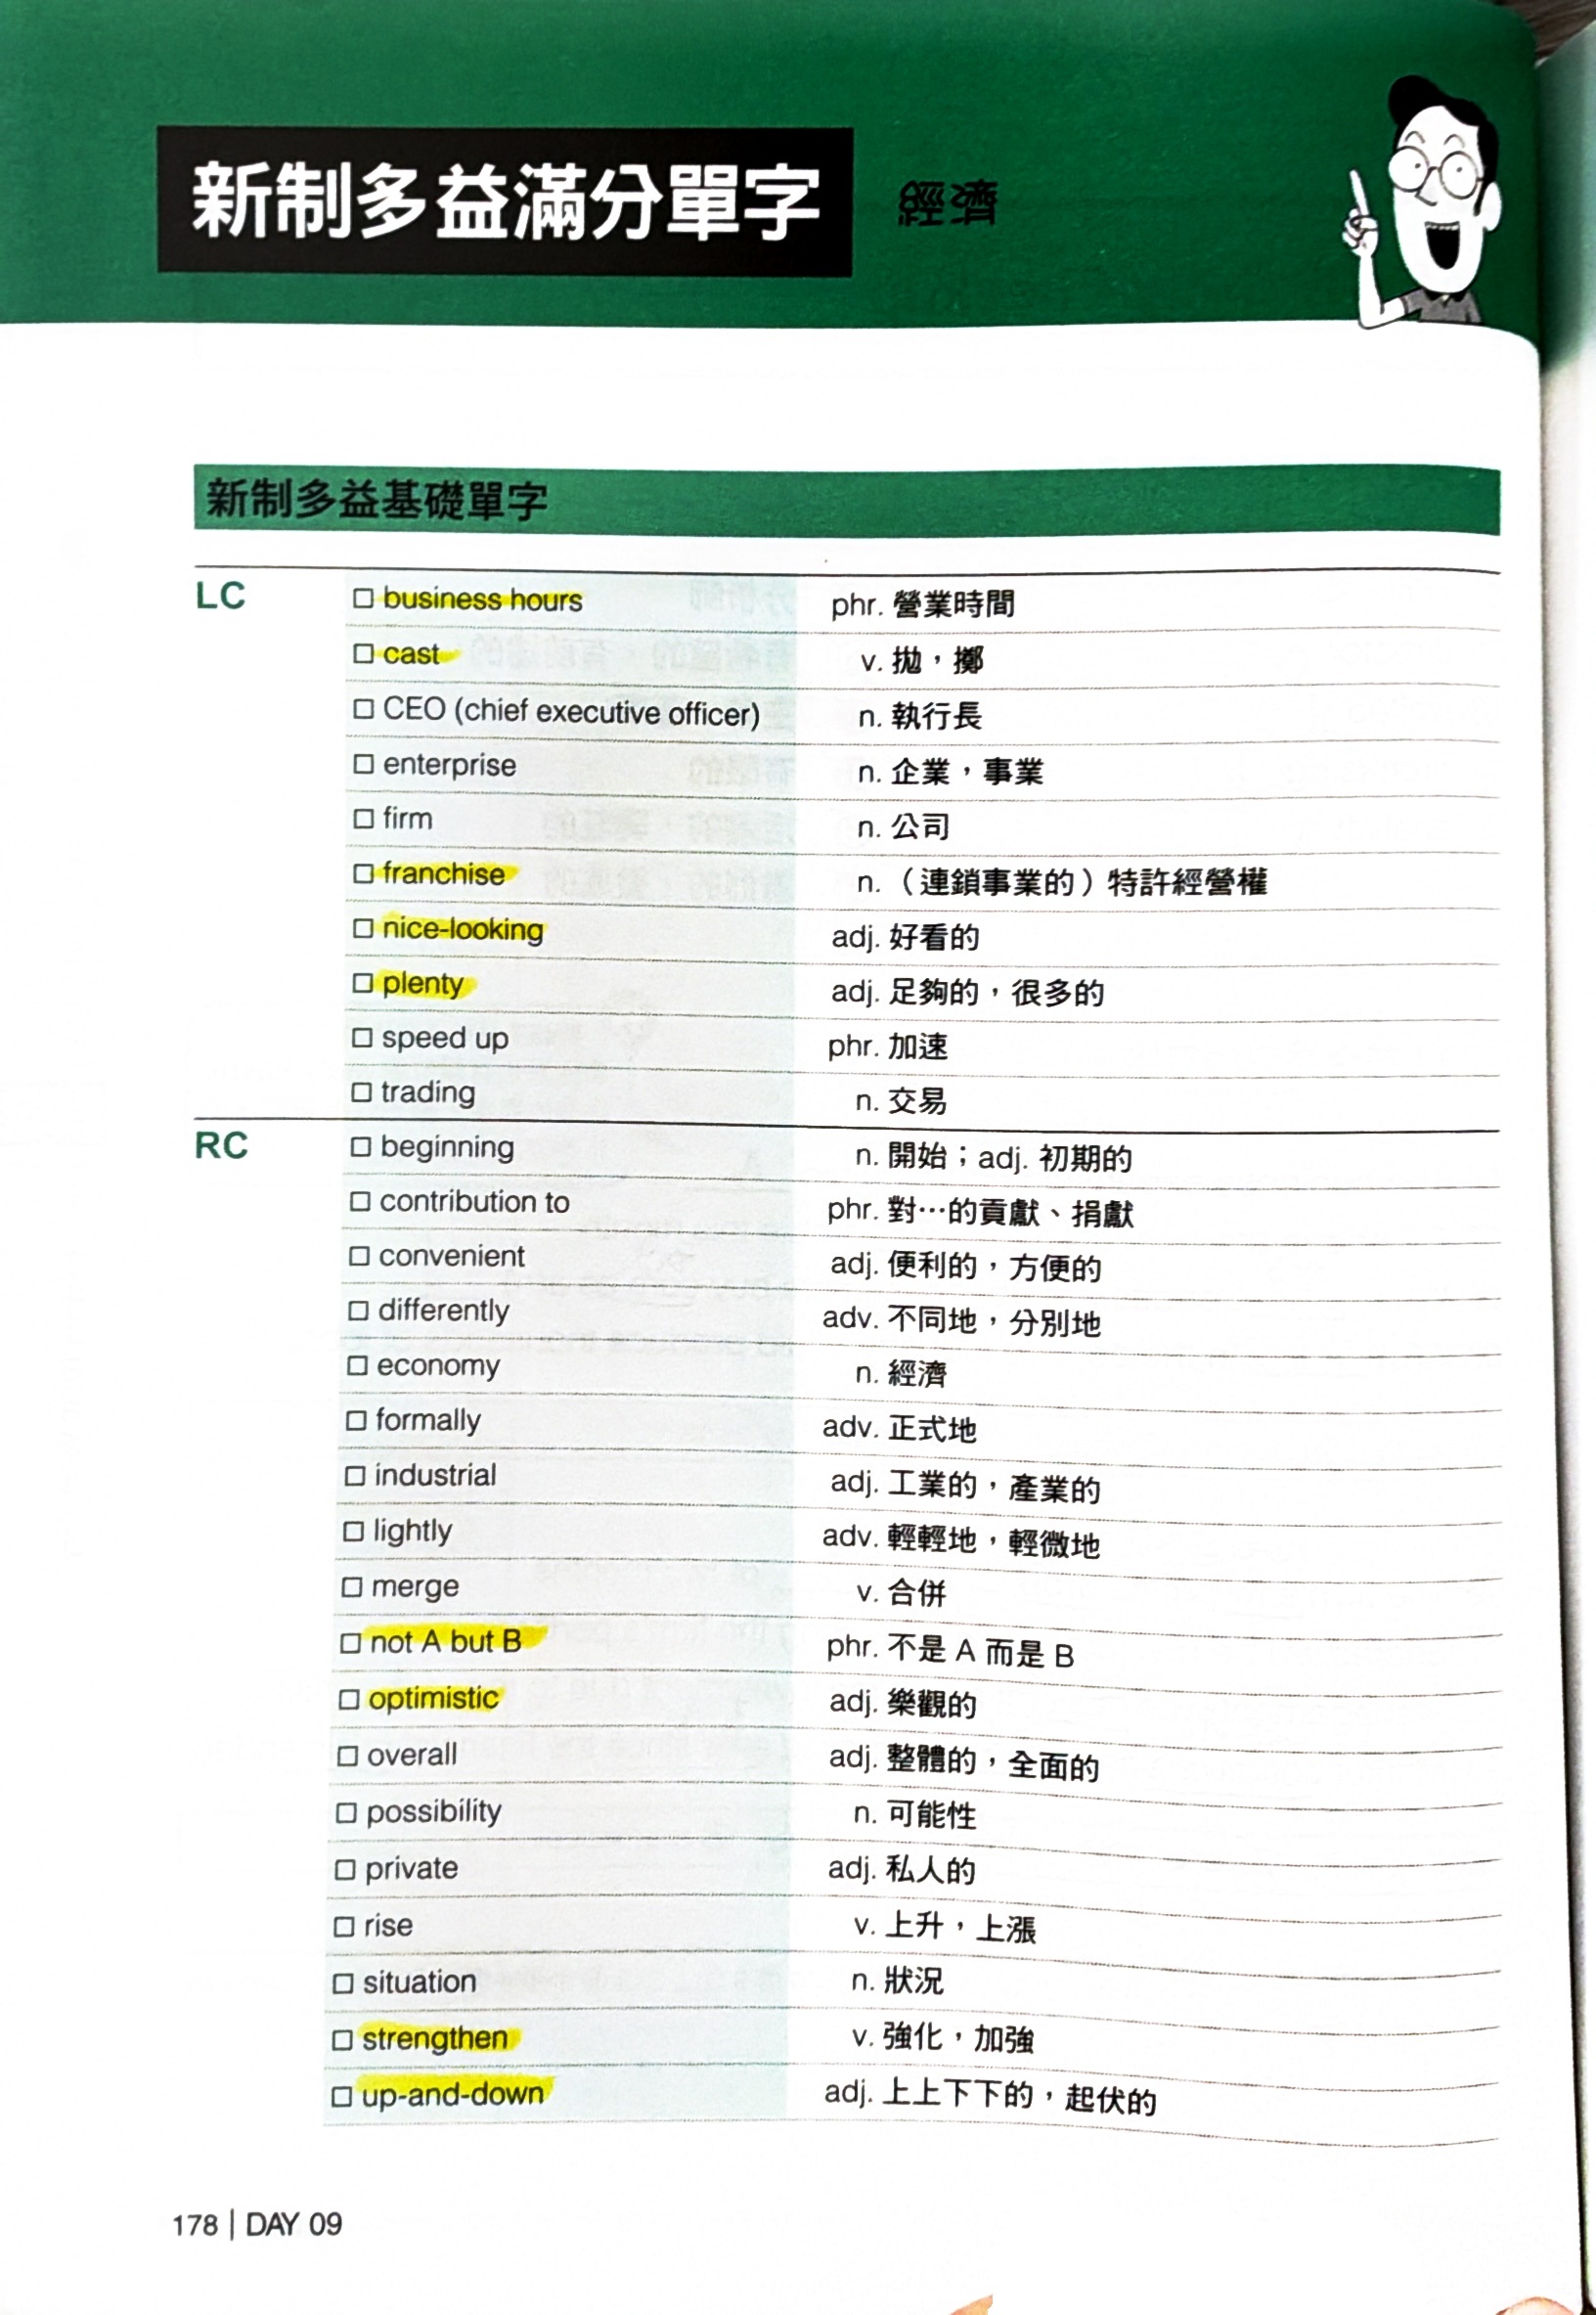 新制多益滿分單字 經濟
新制多益基礎單字
LC □ business hours phr. 營業時間
□ cast v. 拋，擲
□ CEO (chief executive officer) n. 執行長
□ enterprise n. 企業，事業
□ firm n. 公司
□ franchise n.（連鎖事業的）特許經營權
□ nice-looking adj. 好看的
□ plenty adj. 足夠的，很多的
□ speed up phr. 加速
□ trading n. 交易
RC □ beginning n. 開始；adj. 初期的
□ contribution to phr. 對…的貢獻、捐獻
□ convenient adj. 便利的，方便的
□ differently adv. 不同地，分別地
□ economy n. 經濟
□ formally adv. 正式地
□ industrial adj. 工業的，產業的
□ lightly adv. 輕輕地，輕微地
□ merge v. 合併
□ not A but B phr. 不是 A 而是 B
□ optimistic adj. 樂觀的
□ overall adj. 整體的，全面的
□ possibility n. 可能性
□ private adj. 私人的
□ rise v. 上升，上漲
□ situation n. 狀況
□ strengthen v. 強化，加強
□ up-and-down adj. 上上下下的，起伏的
178 | DAY 09